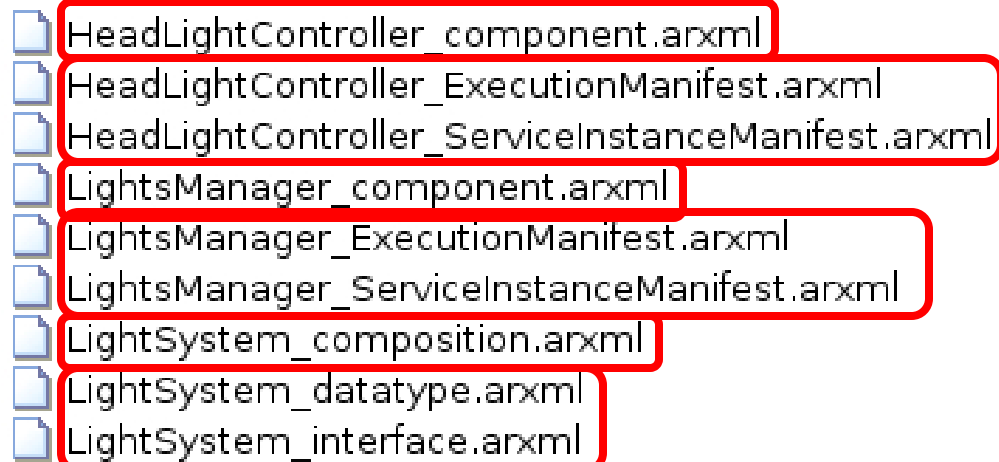 HeadLightController_component.arxml
HeadLightController_ExecutionManifest.arxml
HeadLightController_ServiceInstanceManifest.arxml
LightsManager_component.arxml
LightsManager_ExecutionManifest.arxml
LightsManager_ServiceInstanceManifest.arxml
LightSystem_composition.arxml
LightSystem_datatype.arxml
LightSystem_interface.arxml